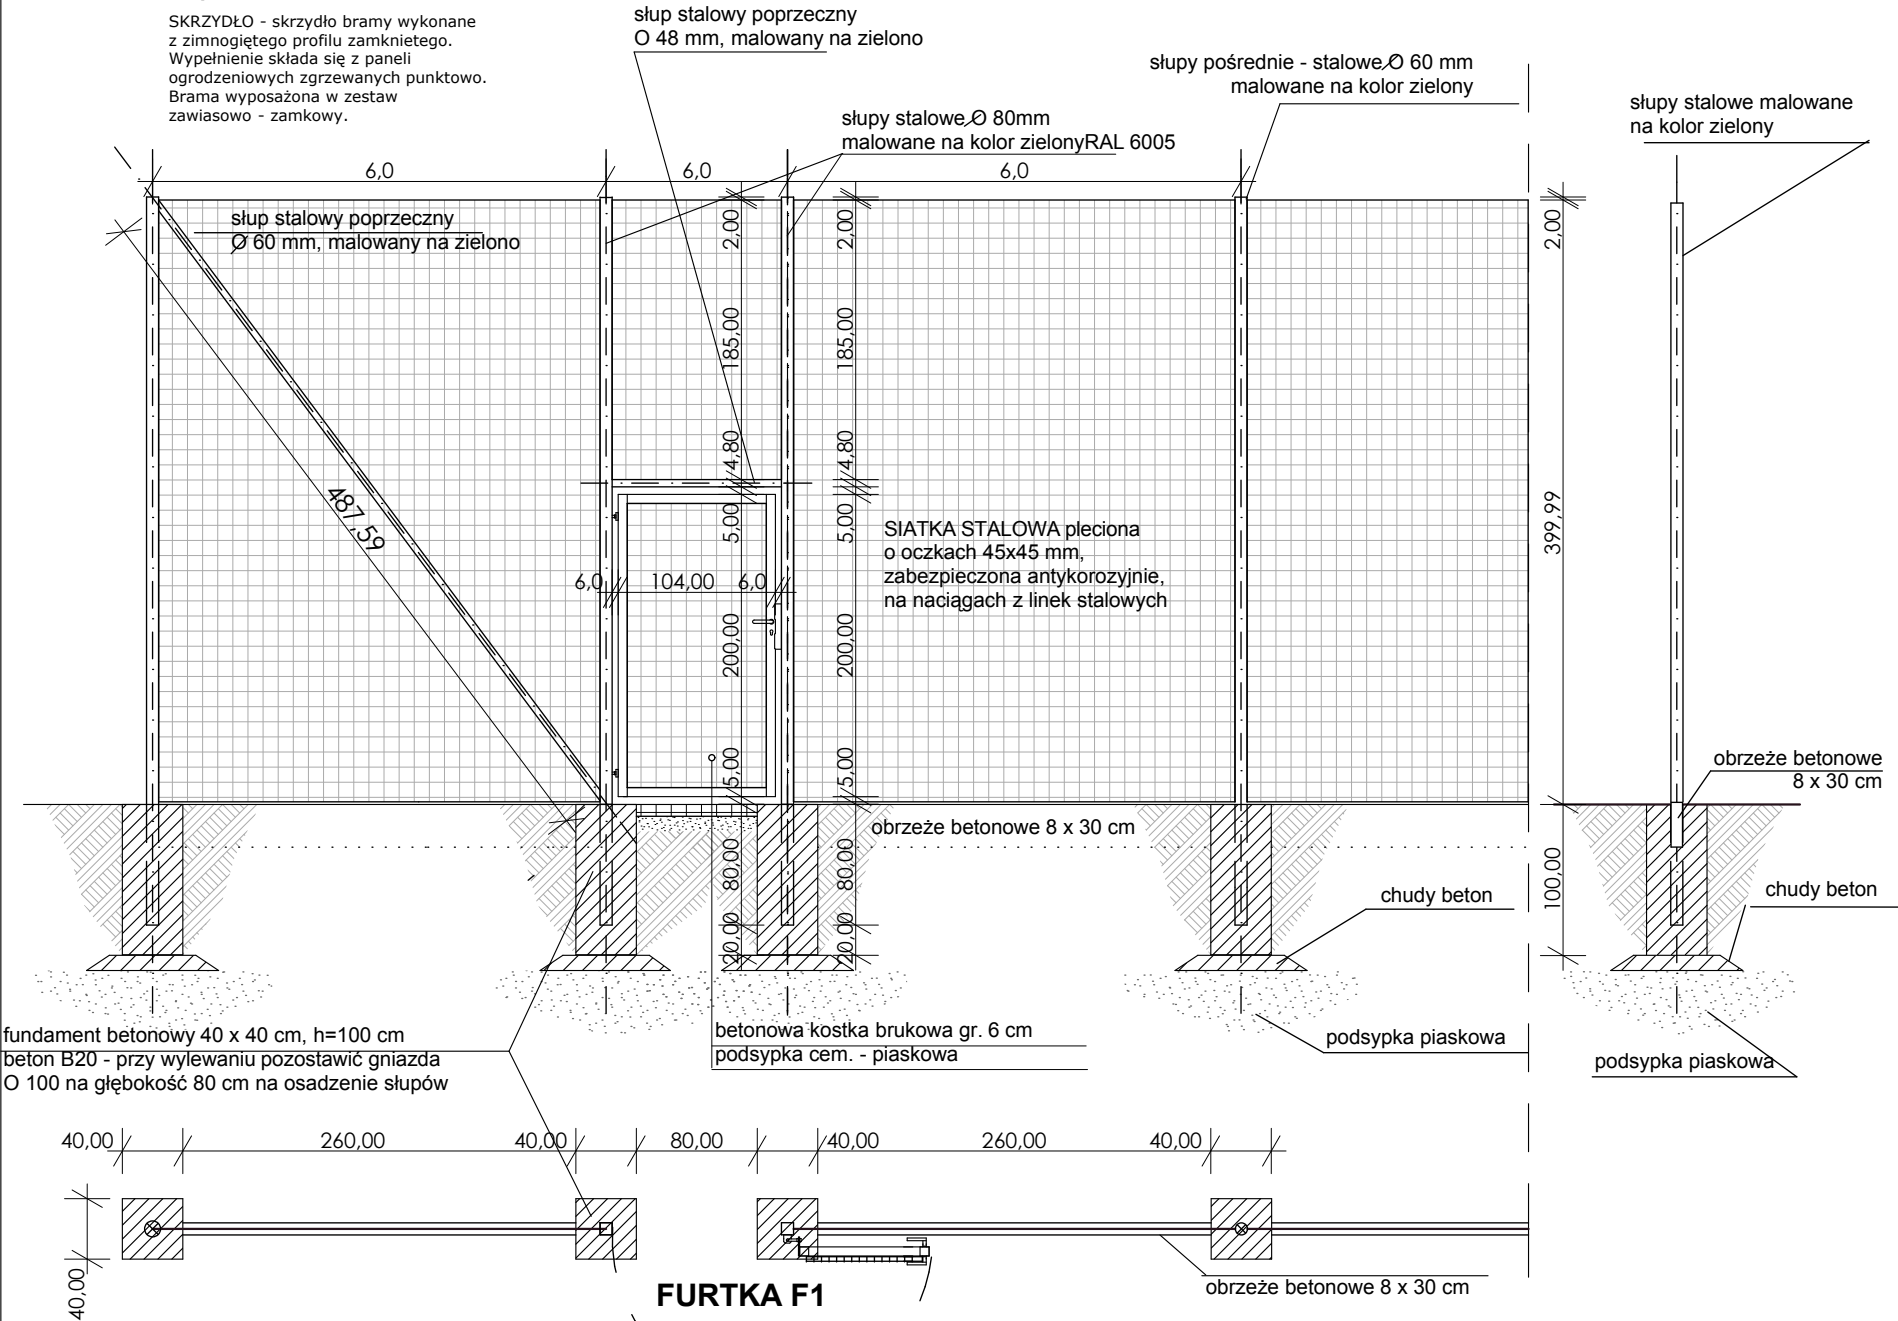 SKRZYDŁO - skrzydło bramy wykonane
z zimnogiętego profilu zamknietego.
Wypełnienie składa się z paneli
ogrodzeniowych zgrzewanych punktowo.
Brama wyposażona w zestaw
zawiasowo - zamkowy.
słup stalowy poprzeczny
O 48 mm, malowany na zielono
słupy stalowe Ø 80mm
malowane na kolor zielonyRAL 6005
słupy pośrednie - stalowe Ø 60 mm
malowane na kolor zielony
słupy stalowe malowane
na kolor zielony
6,0
6,0
6,0
słup stalowy poprzeczny
Ø 60 mm, malowany na zielono
2,00
2,00
2,00
185,00
185,00
4,80
4,80
5,00
5,00
487,59
399,99
SIATKA STALOWA pleciona
o oczkach 45x45 mm,
zabezpieczona antykorozyjnie,
na naciągach z linek stalowych
6,0
104,00
6,0
200,00
200,00
5,00
5,00
obrzeże betonowe
8 x 30 cm
obrzeże betonowe 8 x 30 cm
80,00
80,00
100,00
chudy beton
chudy beton
20,00
20,00
fundament betonowy 40 x 40 cm, h=100 cm
beton B20 - przy wylewaniu pozostawić gniazda
O 100 na głębokość 80 cm na osadzenie słupów
betonowa kostka brukowa gr. 6 cm
podsypka cem. - piaskowa
podsypka piaskowa
podsypka piaskowa
40,00
260,00
40,00
80,00
40,00
260,00
40,00
40,00
FURTKA F1
obrzeże betonowe 8 x 30 cm